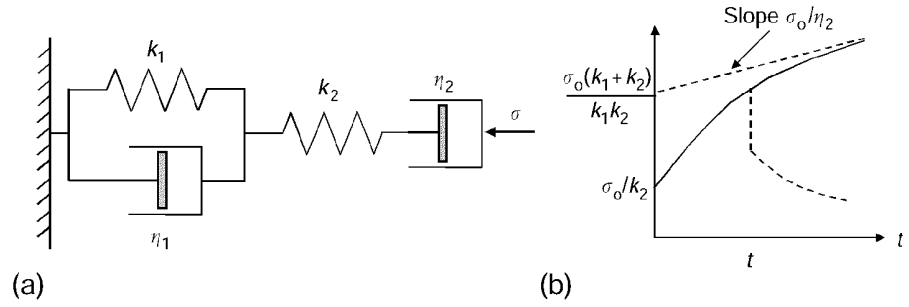 k₁
η₁
k₂
η₂
σ
(a)
Slope σₒ/η₂
σₒ(k₁ + k₂)
k₁k₂
σₒ/k₂
t
t
(b)